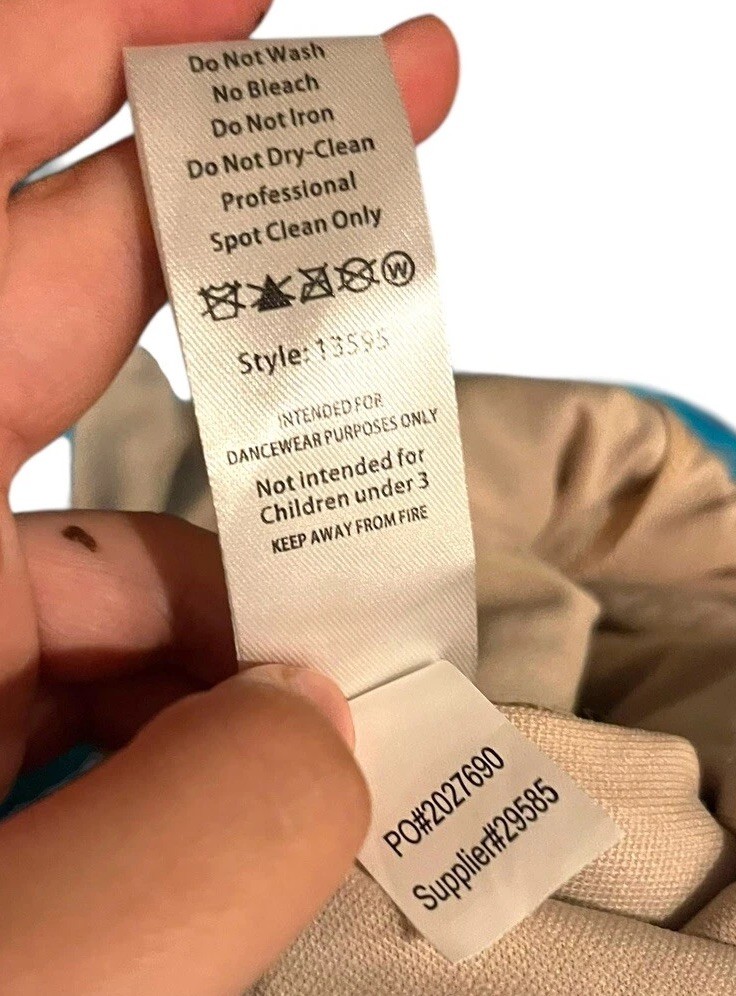 Do Not Wash
No Bleach
Do Not Iron
Do Not Dry-Clean
Professional
Spot Clean Only
W
Style: 13595
INTENDED FOR
DANCEWEAR PURPOSES ONLY
Not intended for
Children under 3
KEEP AWAY FROM FIRE
PO#2027690
Supplier#29585